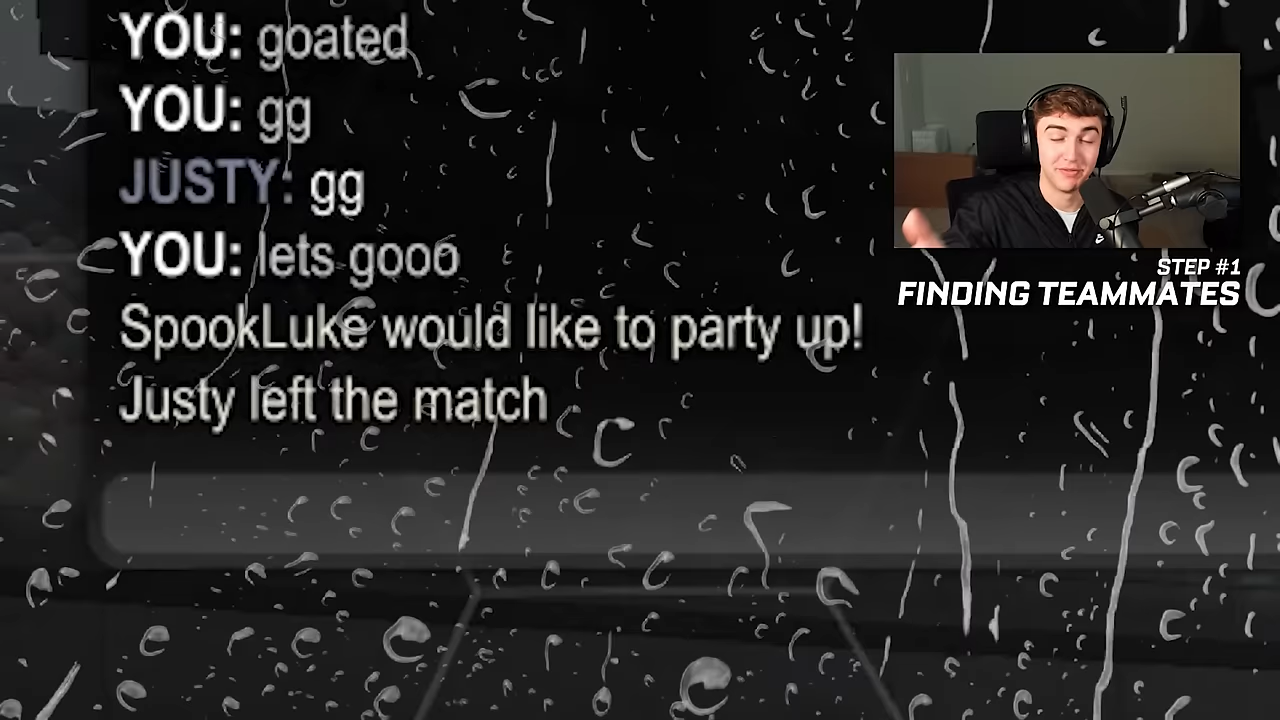 YOU: goated
YOU: gg
JUSTY: gg
YOU: lets gooo
SpookLuke would like to party up!
Justy left the match
STEP #1
FINDING TEAMMATES